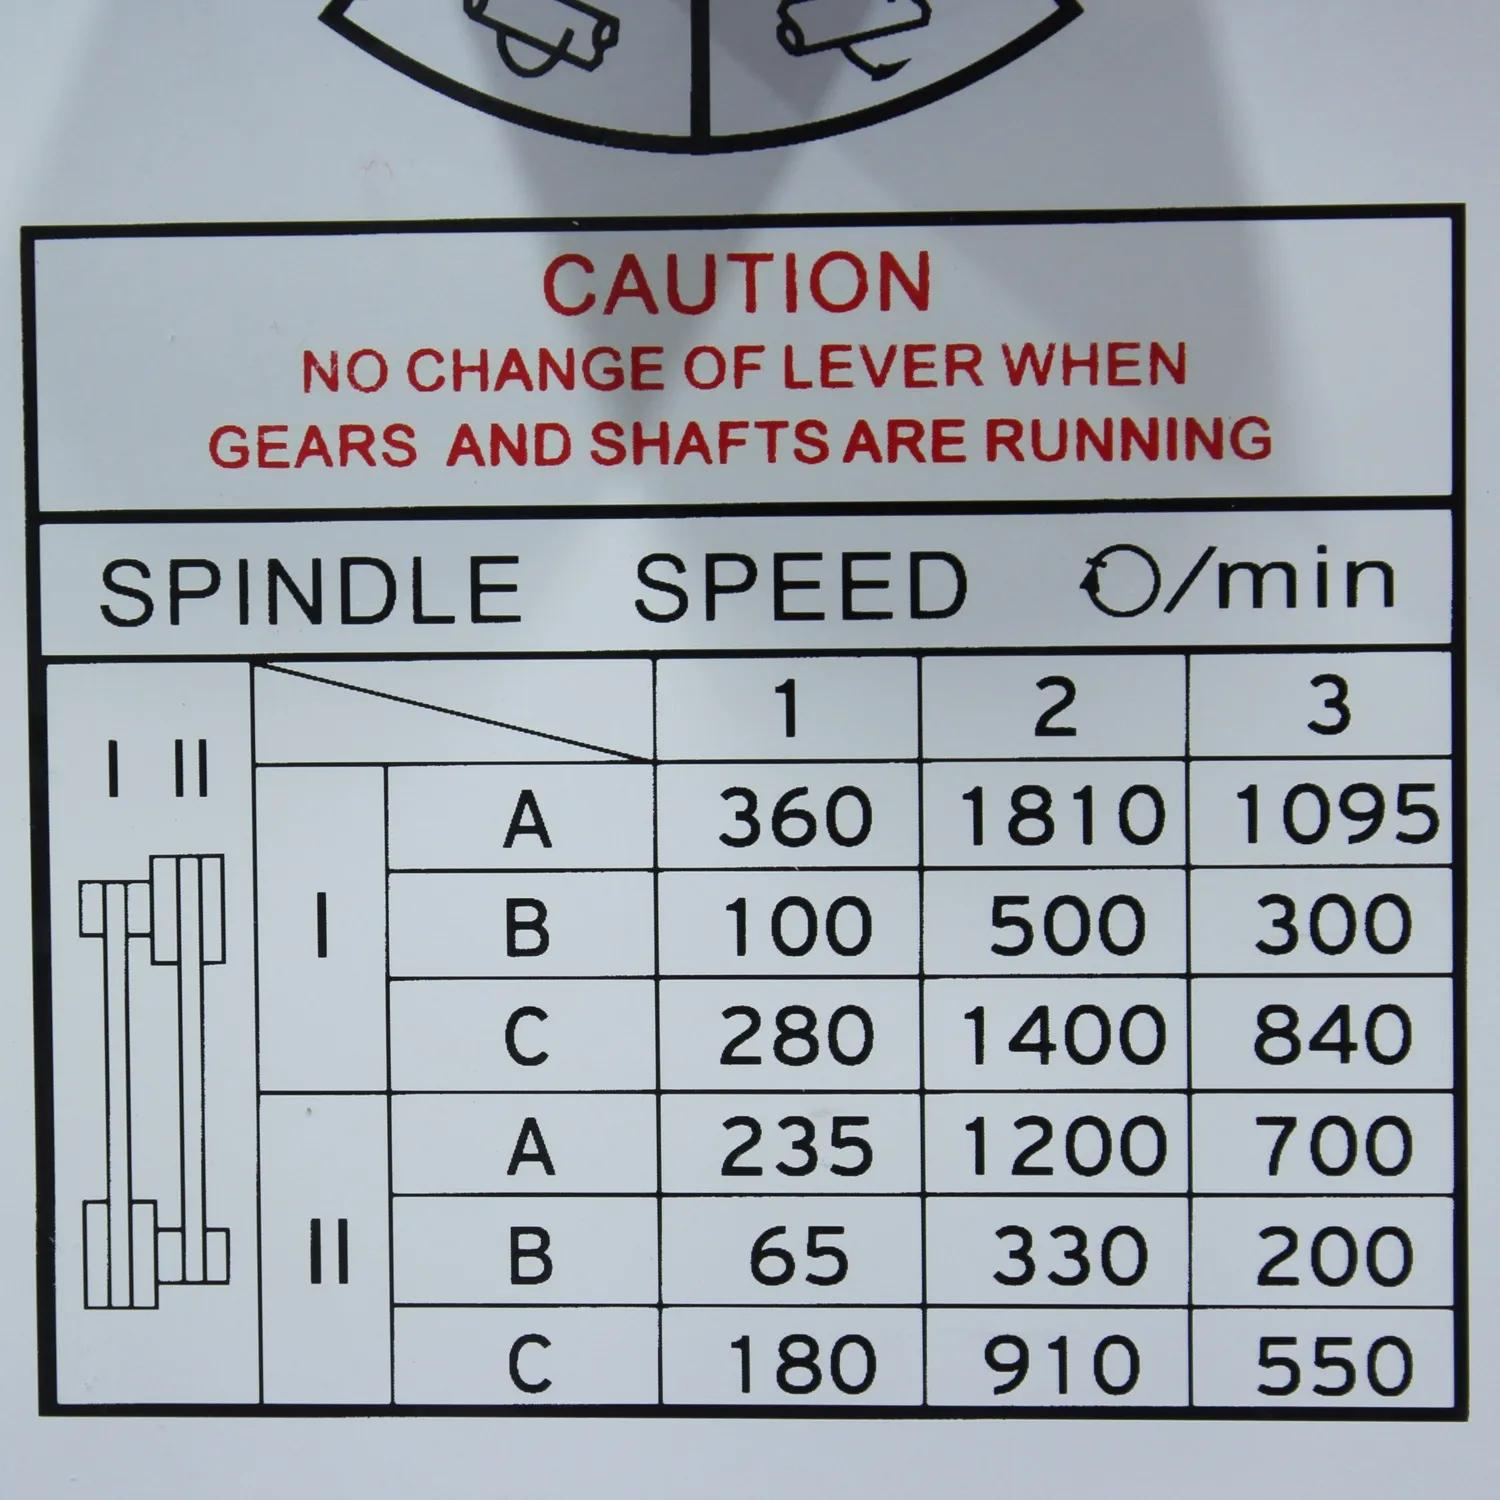 CAUTION
NO CHANGE OF LEVER WHEN
GEARS AND SHAFTS ARE RUNNING
SPINDLE SPEED /min
I II
1 2 3
I
A 360 1810 1095
B 100 500 300
C 280 1400 840
II
A 235 1200 700
B 65 330 200
C 180 910 550